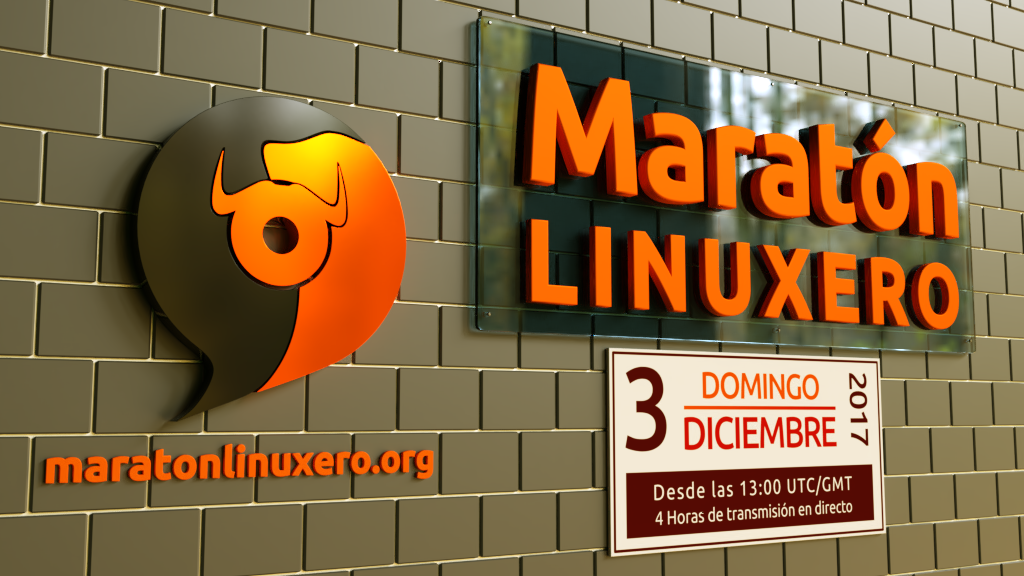 Maratón
LINUXERO
maratonlinuxero.org
3
DOMINGO
DICIEMBRE
2017
Desde las 13:00 UTC/GMT
4 Horas de transmisión en directo